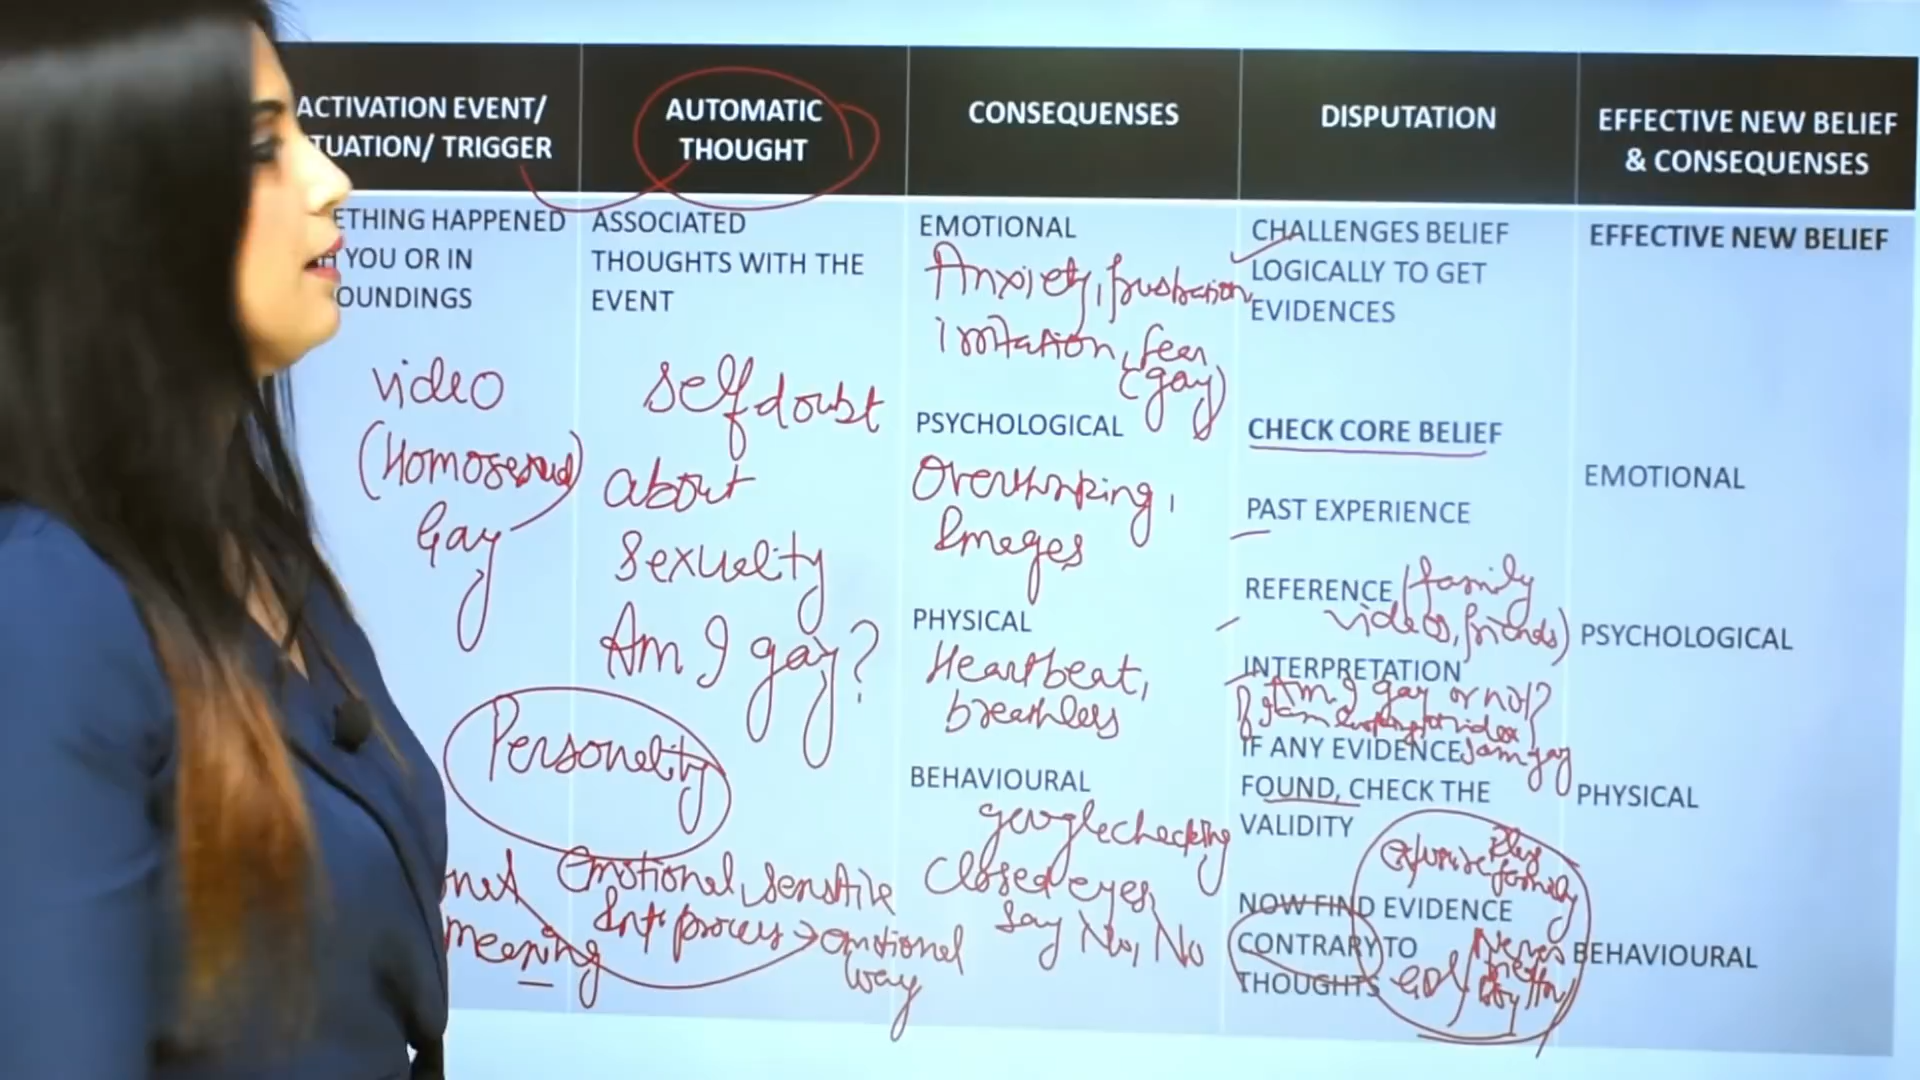 ACTIVATION EVENT/
TUATION/ TRIGGER
ETHING HAPPENED
YOU OR IN
OUNDINGS
video
(Homosexual)
Gay
Personality
meaning
AUTOMATIC
THOUGHT
ASSOCIATED
THOUGHTS WITH THE
EVENT
self doubt
about
Sexuelity
Am I gay?
Emotional, Sensitive
process → emotional
way
CONSEQUENSES
EMOTIONAL
Anxiety, frustration
irritation, fear
(gay)
PSYCHOLOGICAL
Overthinking,
Images
PHYSICAL
Heartbeat,
breathless
BEHAVIOURAL
google checking
Closed eyes,
Say No, No
DISPUTATION
CHALLENGES BELIEF
LOGICALLY TO GET
EVIDENCES
CHECK CORE BELIEF
PAST EXPERIENCE
REFERENCE (family
videos, friends)
INTERPRETATION
Am I gay or not?
IF ANY EVIDENCE I am gay
FOUND, CHECK THE
VALIDITY
family
NOW FIND EVIDENCE
CONTRARY TO
THOUGHTS
EFFECTIVE NEW BELIEF
& CONSEQUENSES
EFFECTIVE NEW BELIEF
EMOTIONAL
PSYCHOLOGICAL
PHYSICAL
BEHAVIOURAL